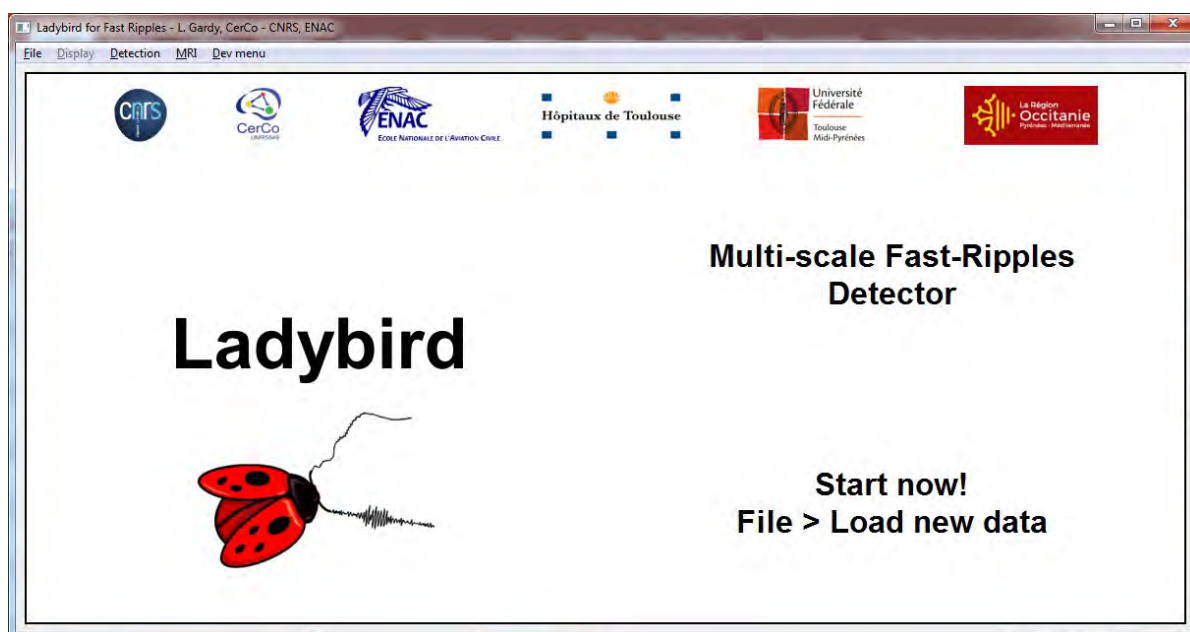 Ladybird for Fast Ripples - L. Gardy, CerCo - CNRS, ENAC
File Display Detection MRI Dev menu
cnrs
CerCo
ENAC
ECOLE NATIONALE DE L'AVIATION CIVILE
Hôpitaux de Toulouse
Université
Fédérale
Toulouse
Midi-Pyrénées
La Région
Occitanie
Pyrénées - Méditerranée
Multi-scale Fast-Ripples
Detector
Ladybird
Start now!
File > Load new data